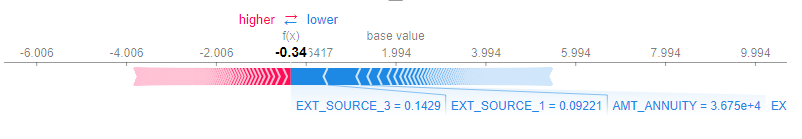 higher ⇄ lower
f(x) base value
-6.006 -4.006 -2.006 -0.34 6417 1.994 3.994 5.994 7.994 9.994
EXT_SOURCE_3 = 0.1429 EXT_SOURCE_1 = 0.09221 AMT_ANNUITY = 3.675e+4 EX